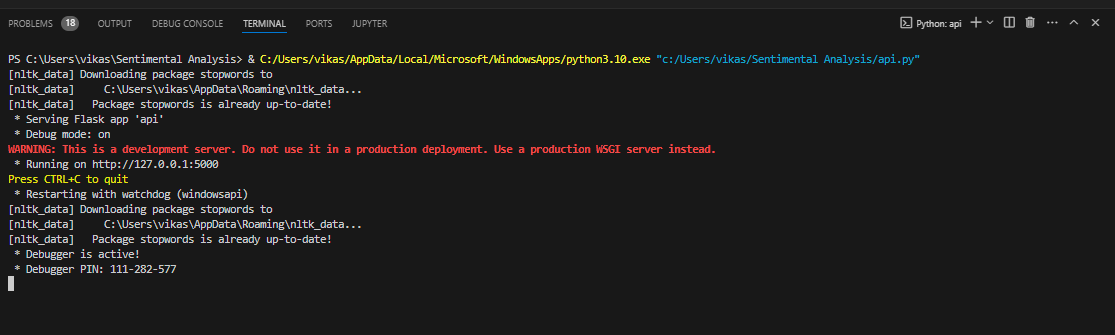 PROBLEMS 18 OUTPUT DEBUG CONSOLE TERMINAL PORTS JUPYTER Python: api
PS C:\Users\vikas\Sentimental Analysis> & C:/Users/vikas/AppData/Local/Microsoft/WindowsApps/python3.10.exe "c:/Users/vikas/Sentimental Analysis/api.py"
[nltk_data] Downloading package stopwords to
[nltk_data]     C:\Users\vikas\AppData\Roaming\nltk_data...
[nltk_data]   Package stopwords is already up-to-date!
 * Serving Flask app 'api'
 * Debug mode: on
WARNING: This is a development server. Do not use it in a production deployment. Use a production WSGI server instead.
 * Running on http://127.0.0.1:5000
Press CTRL+C to quit
 * Restarting with watchdog (windowsapi)
[nltk_data] Downloading package stopwords to
[nltk_data]     C:\Users\vikas\AppData\Roaming\nltk_data...
[nltk_data]   Package stopwords is already up-to-date!
 * Debugger is active!
 * Debugger PIN: 111-282-577